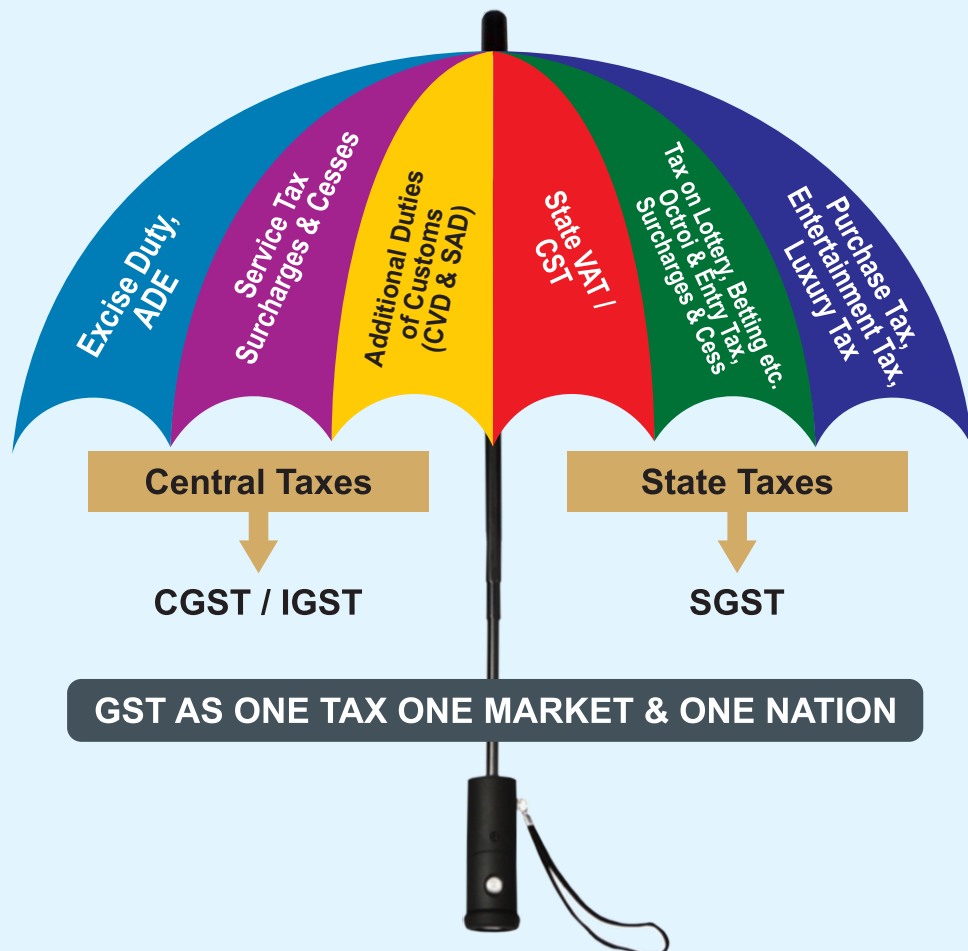 Excise Duty,
ADE
Service Tax
Surcharges & Cesses
Additional Duties
of Customs
(CVD & SAD)
State VAT /
CST
Tax on Lottery, Betting etc.
Octroi & Entry Tax,
Surcharges & Cess
Purchase Tax,
Entertainment Tax,
Luxury Tax
Central Taxes
State Taxes
CGST / IGST
SGST
GST AS ONE TAX ONE MARKET & ONE NATION